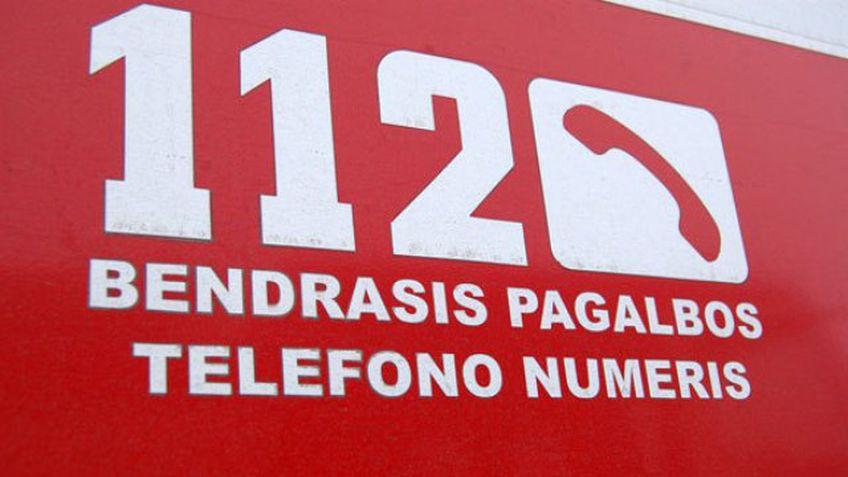 112
BENDRASIS PAGALBOS
TELEFONO NUMERIS